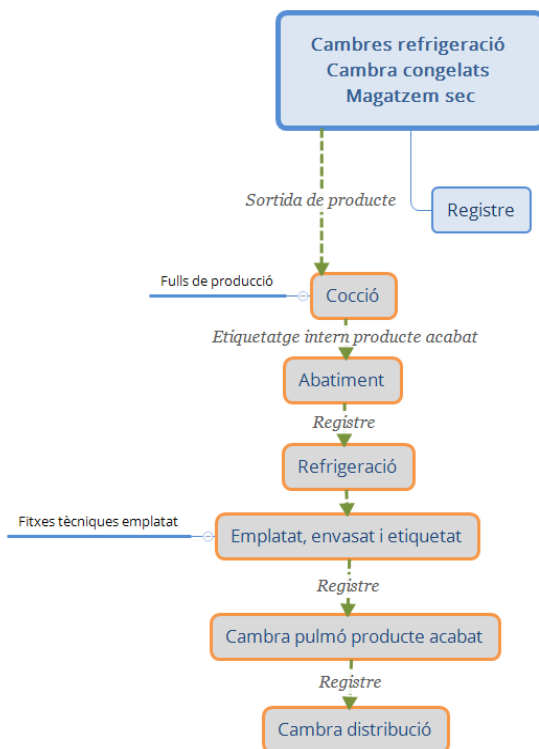 Cambres refrigeració
Cambra congelats
Magatzem sec
Sortida de producte
Registre
Fulls de producció
Cocció
Etiquetatge intern producte acabat
Abatiment
Registre
Refrigeració
Fitxes tècniques emplatat
Emplatat, envasat i etiquetat
Registre
Cambra pulmó producte acabat
Registre
Cambra distribució